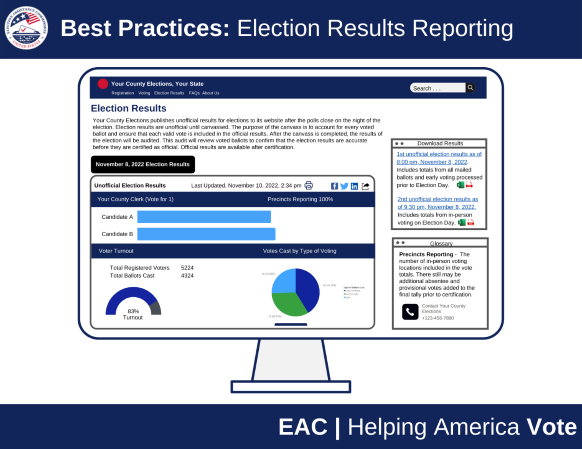 Best Practices: Election Results Reporting
Your County Elections, Your State
Registration Voting Election Results FAQs About Us
Search . . .
Election Results
Your County Elections publishes unofficial results for elections to its website after the polls close on the night of the
election. Election results are unofficial until canvassed. The purpose of the canvass is to account for every voted
ballot and ensure that each valid vote is included in the official results. After the canvass is completed, the results of
the election will be audited. This audit will review voted ballots to confirm that the election results are accurate
before they are certified as official. Official results are available after certification.
November 8, 2022 Election Results
Unofficial Election Results
Last Updated, November 10, 2022, 2:34 pm
Your County Clerk (Vote for 1)
Precincts Reporting 100%
Candidate A
Candidate B
Voter Turnout
Votes Cast by Type of Voting
Total Registered Voters 5224
Total Ballots Cast 4324
83%
Turnout
Download Results
1st unofficial election results as of
8:00 pm, November 8, 2022.
Includes totals from all mailed
ballots and early voting processed
prior to Election Day.
2nd unofficial election results as
of 9:30 pm, November 8, 2022.
Includes totals from in-person
voting on Election Day.
Glossary
Precincts Reporting - The
number of in-person voting
locations included in the vote
totals. There still may be
additional absentee and
provisional votes added to the
final tally prior to certification.
Contact Your County
Elections
+123-456-7890
EAC | Helping America Vote